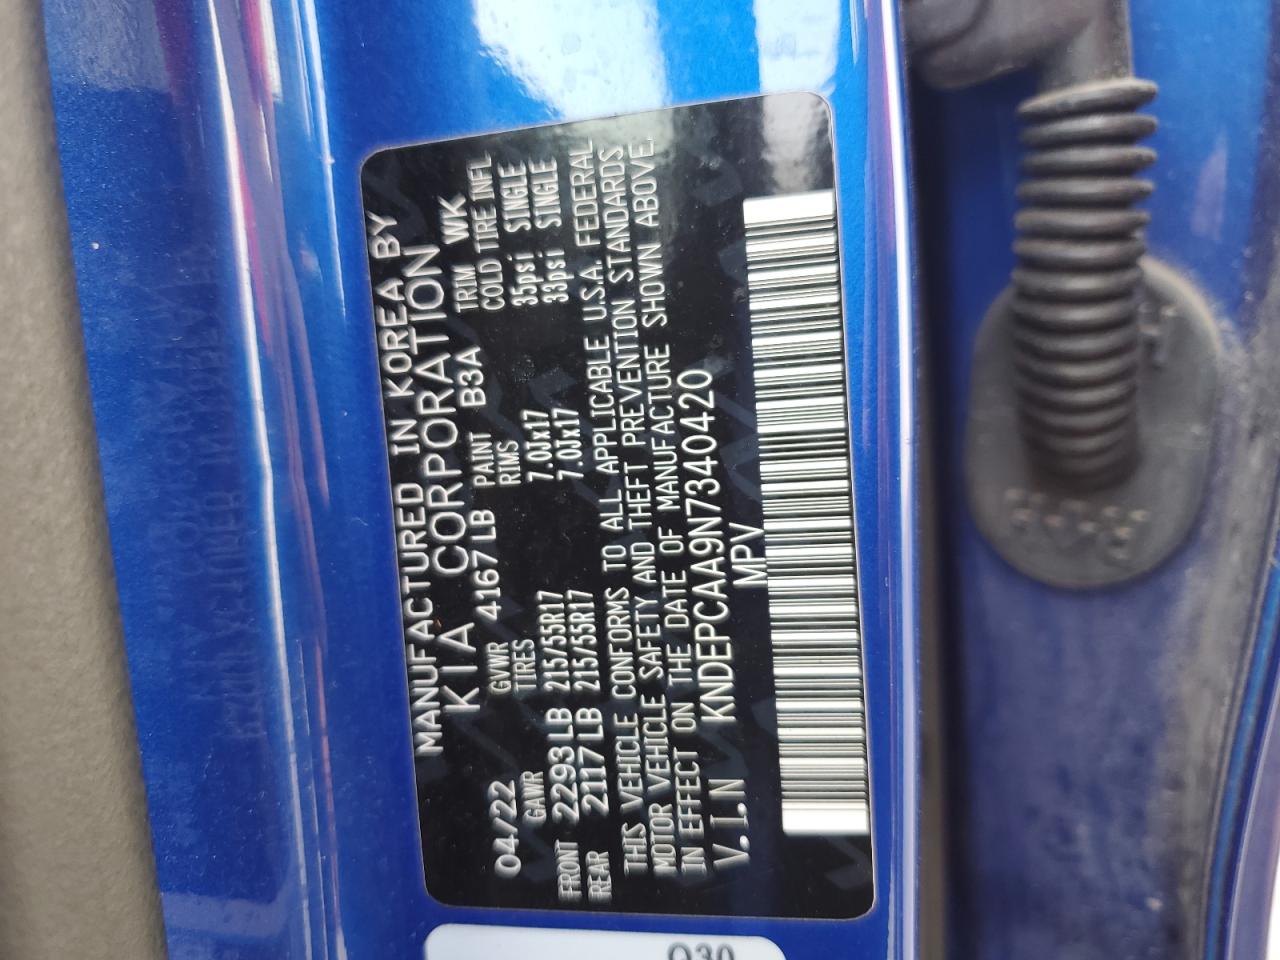 MANUFACTURED IN KOREA BY
KIA CORPORATION
04/22 GVWR 4167 LB PAINT B3A TRIM WK
GAWR TIRES RIMS COLD TIRE INFL
FRONT 2293 LB 215/55R17 7.0Jx17 35psi SINGLE
REAR 2117 LB 215/55R17 7.0Jx17 33psi SINGLE
THIS VEHICLE CONFORMS TO ALL APPLICABLE U.S.A. FEDERAL
MOTOR VEHICLE SAFETY AND THEFT PREVENTION STANDARDS
IN EFFECT ON THE DATE OF MANUFACTURE SHOWN ABOVE.
V.I.N KNDEPCAA9N7340420
MPV